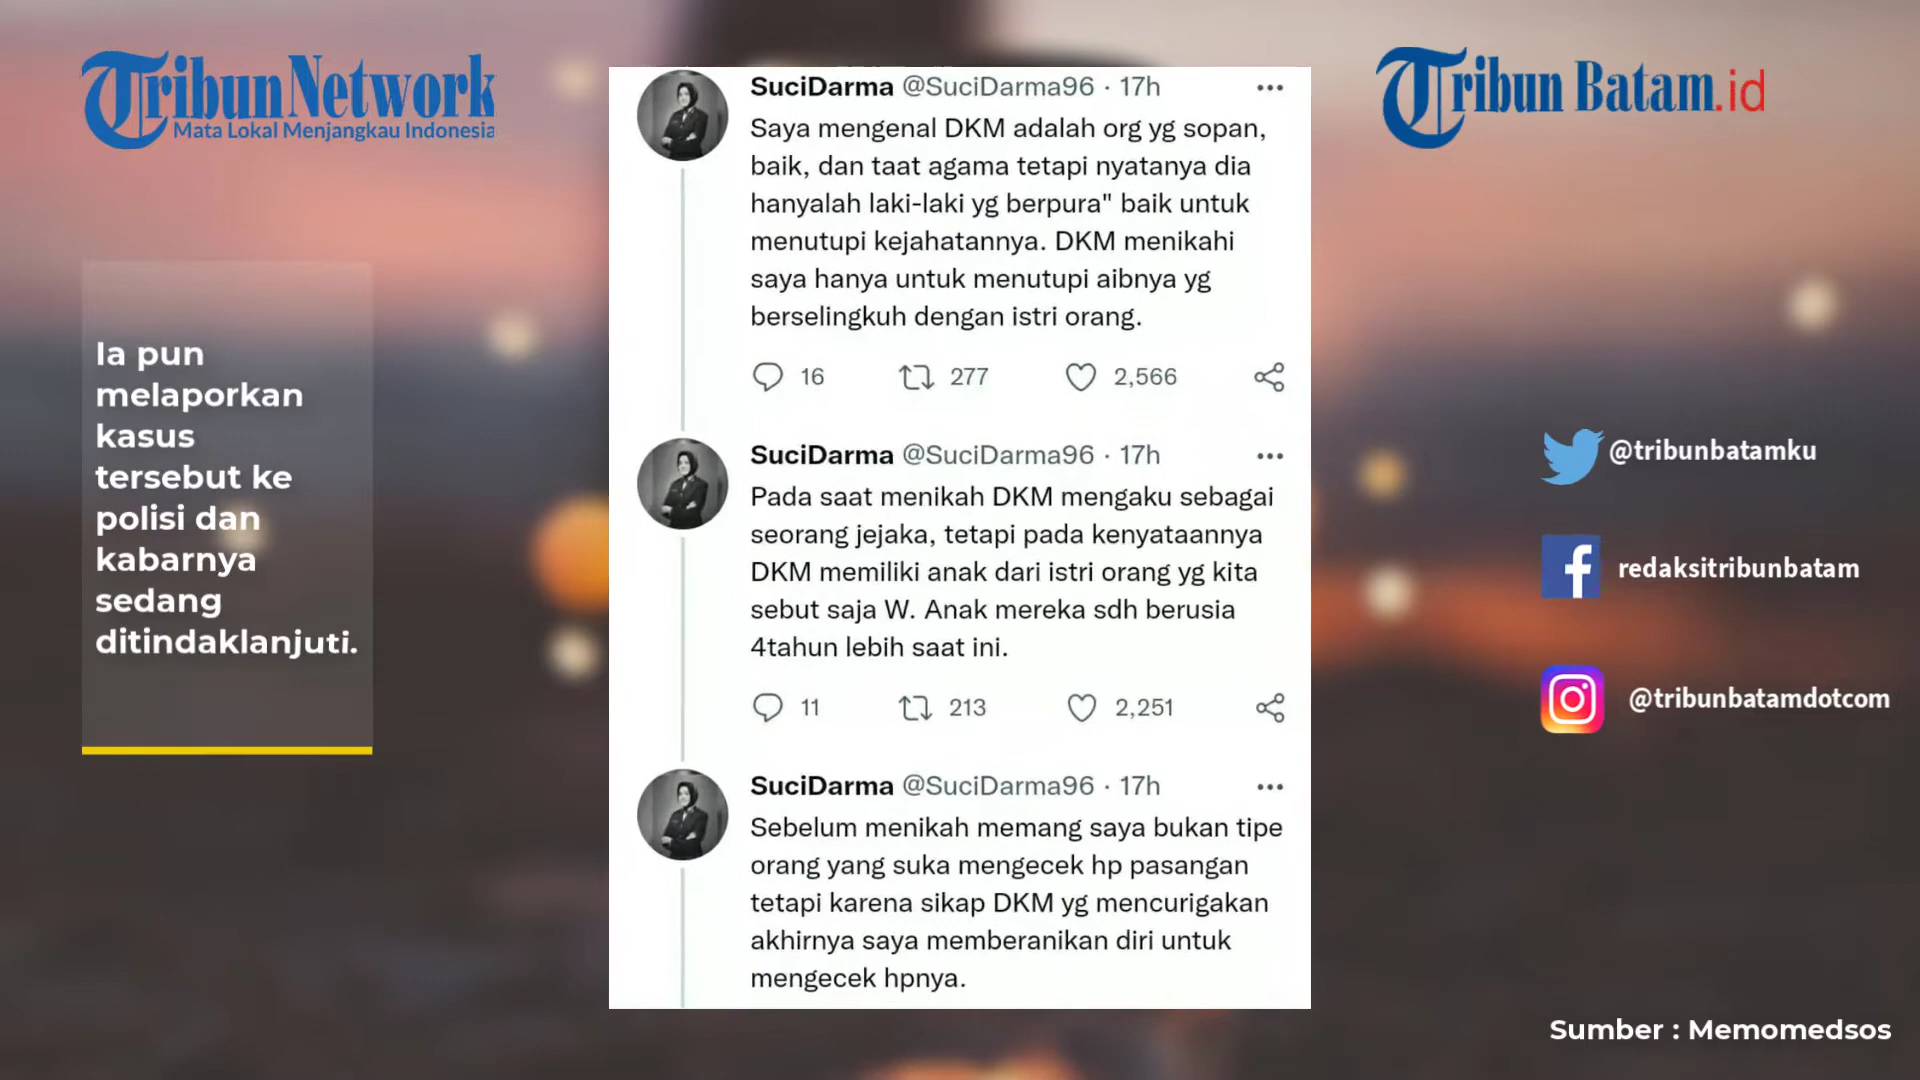 Tribun Network
Mata Lokal Menjangkau Indonesia
Tribun Batam.id
Ia pun
melaporkan
kasus
tersebut ke
polisi dan
kabarnya
sedang
ditindaklanjuti.
SuciDarma @SuciDarma96 · 17h
Saya mengenal DKM adalah org yg sopan,
baik, dan taat agama tetapi nyatanya dia
hanyalah laki-laki yg berpura" baik untuk
menutupi kejahatannya. DKM menikahi
saya hanya untuk menutupi aibnya yg
berselingkuh dengan istri orang.
16 277 2,566
SuciDarma @SuciDarma96 · 17h
Pada saat menikah DKM mengaku sebagai
seorang jejaka, tetapi pada kenyataannya
DKM memiliki anak dari istri orang yg kita
sebut saja W. Anak mereka sdh berusia
4tahun lebih saat ini.
11 213 2,251
SuciDarma @SuciDarma96 · 17h
Sebelum menikah memang saya bukan tipe
orang yang suka mengecek hp pasangan
tetapi karena sikap DKM yg mencurigakan
akhirnya saya memberanikan diri untuk
mengecek hpnya.
@tribunbatamku
redaksitribunbatam
@tribunbatamdotcom
Sumber : Memomedsos